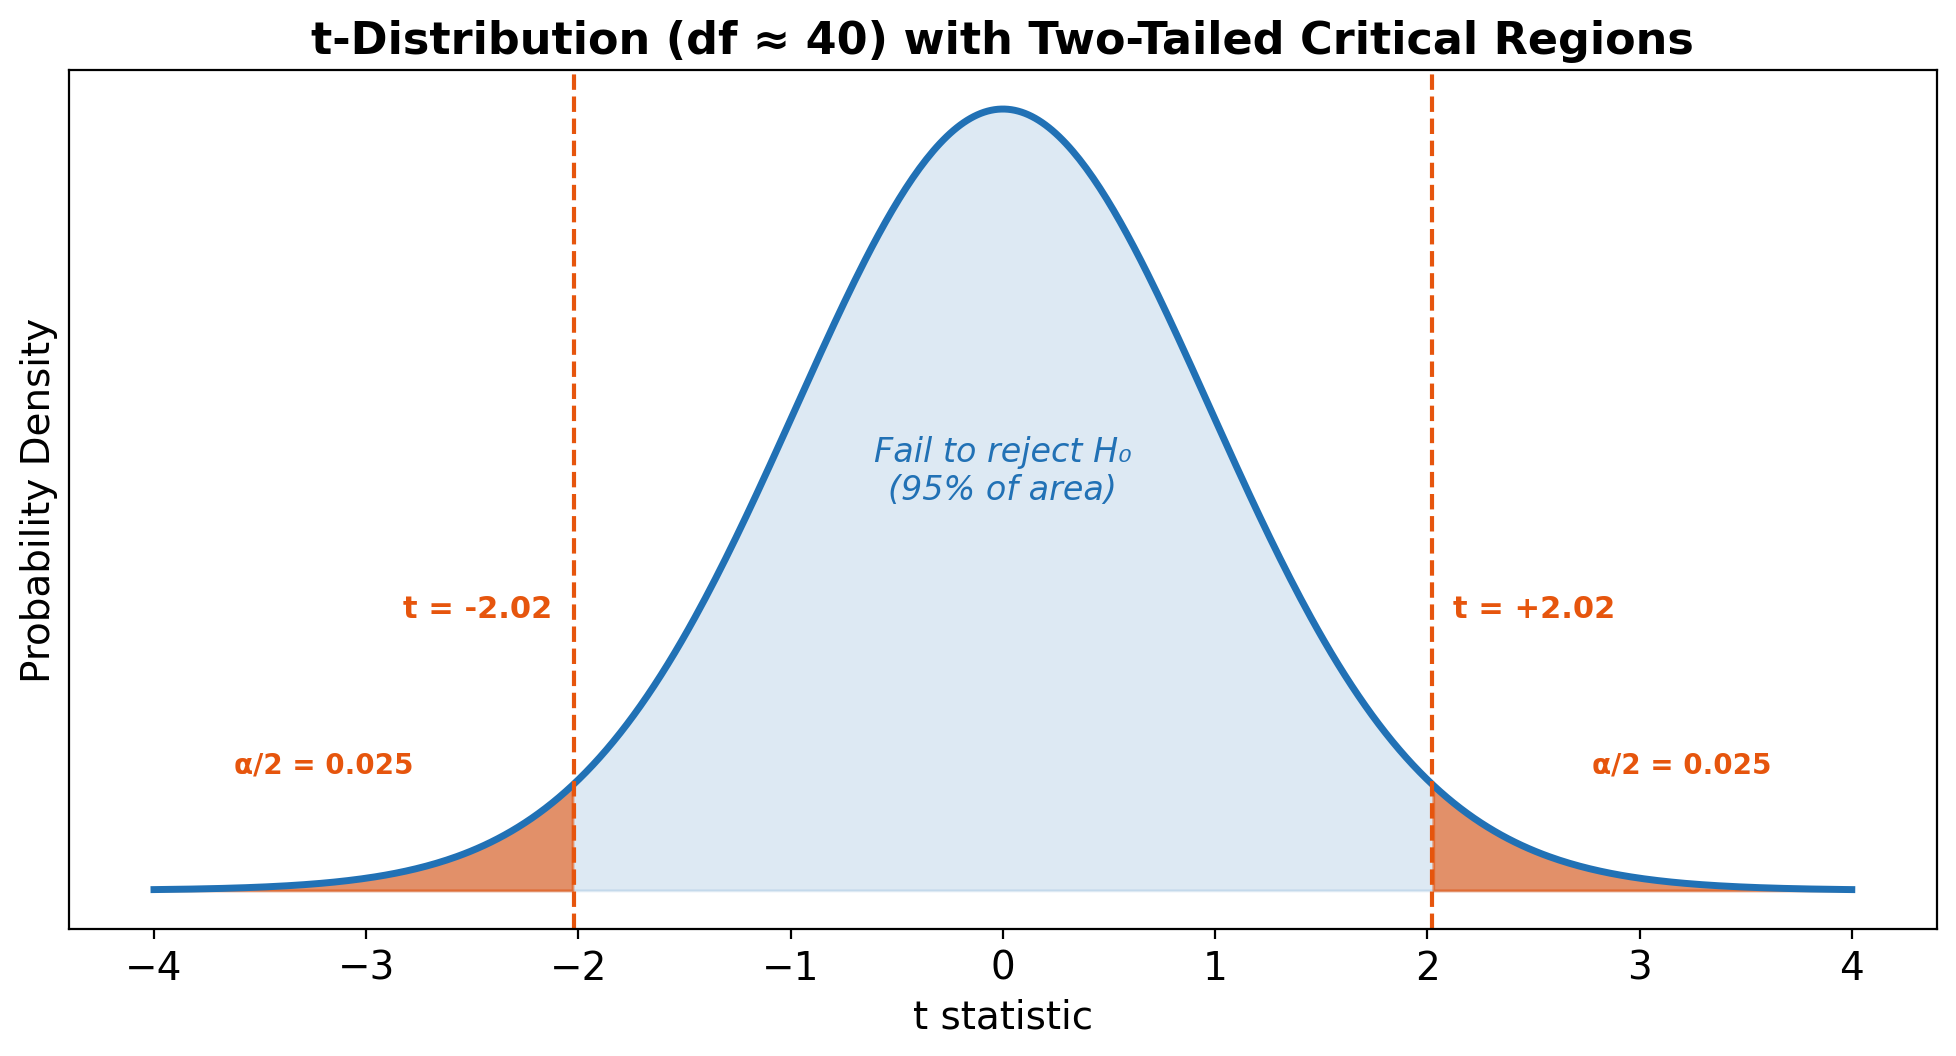 t-Distribution (df ≈ 40) with Two-Tailed Critical Regions
Probability Density
Fail to reject H₀
(95% of area)
t = -2.02
t = +2.02
α/2 = 0.025
α/2 = 0.025
−4 −3 −2 −1 0 1 2 3 4
t statistic